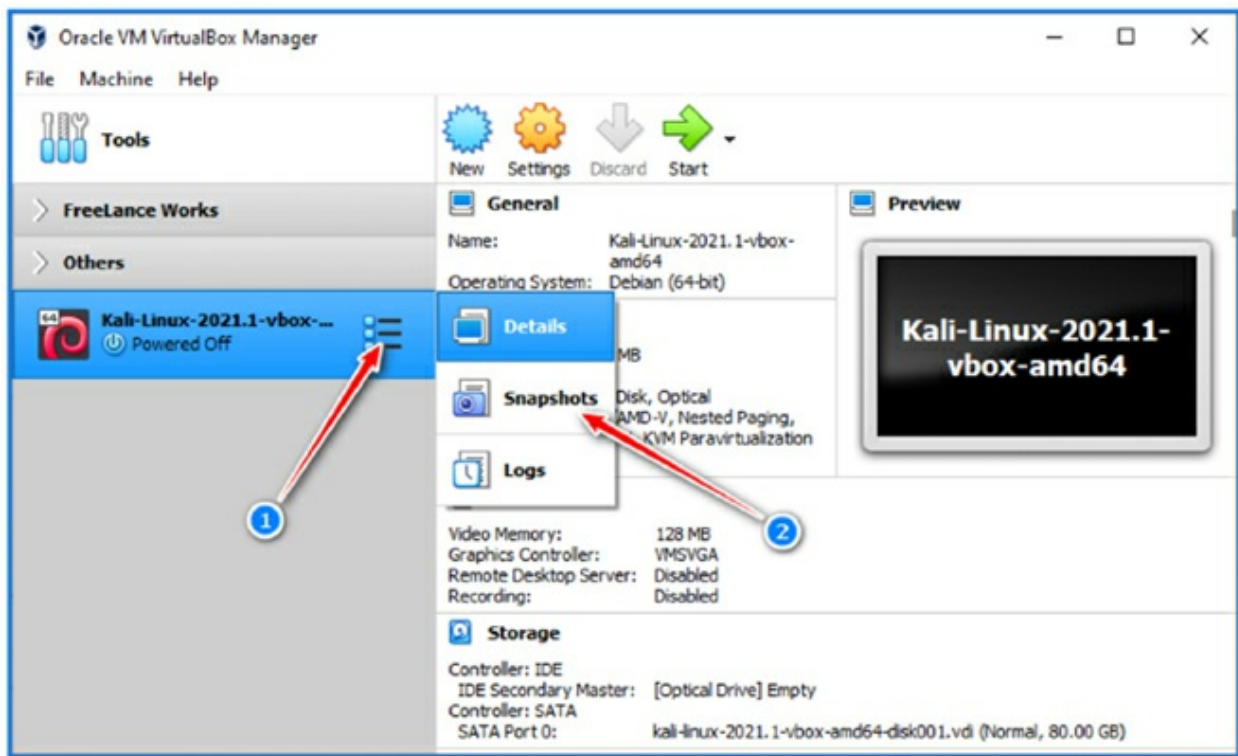 Oracle VM VirtualBox Manager
File Machine Help
Tools
New Settings Discard Start
FreeLance Works
Others
64
Kali-Linux-2021.1-vbox-...
Powered Off
1
General
Name: Kali-Linux-2021.1-vbox-
amd64
Operating System: Debian (64-bit)
Details
MB
Snapshots
Disk, Optical
AMD-V, Nested Paging,
KVM Paravirtualization
Logs
2
Video Memory: 128 MB
Graphics Controller: VMSVGA
Remote Desktop Server: Disabled
Recording: Disabled
Storage
Controller: IDE
IDE Secondary Master: [Optical Drive] Empty
Controller: SATA
SATA Port 0: kali-linux-2021.1-vbox-amd64-disk001.vdi (Normal, 80.00 GB)
Preview
Kali-Linux-2021.1-
vbox-amd64